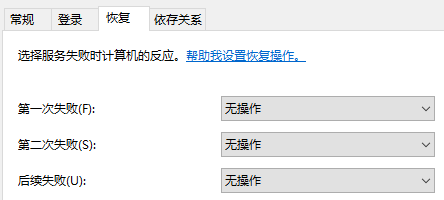 常规 登录 恢复 依存关系
选择服务失败时计算机的反应。帮助我设置恢复操作。
第一次失败(F): 无操作
第二次失败(S): 无操作
后续失败(U): 无操作